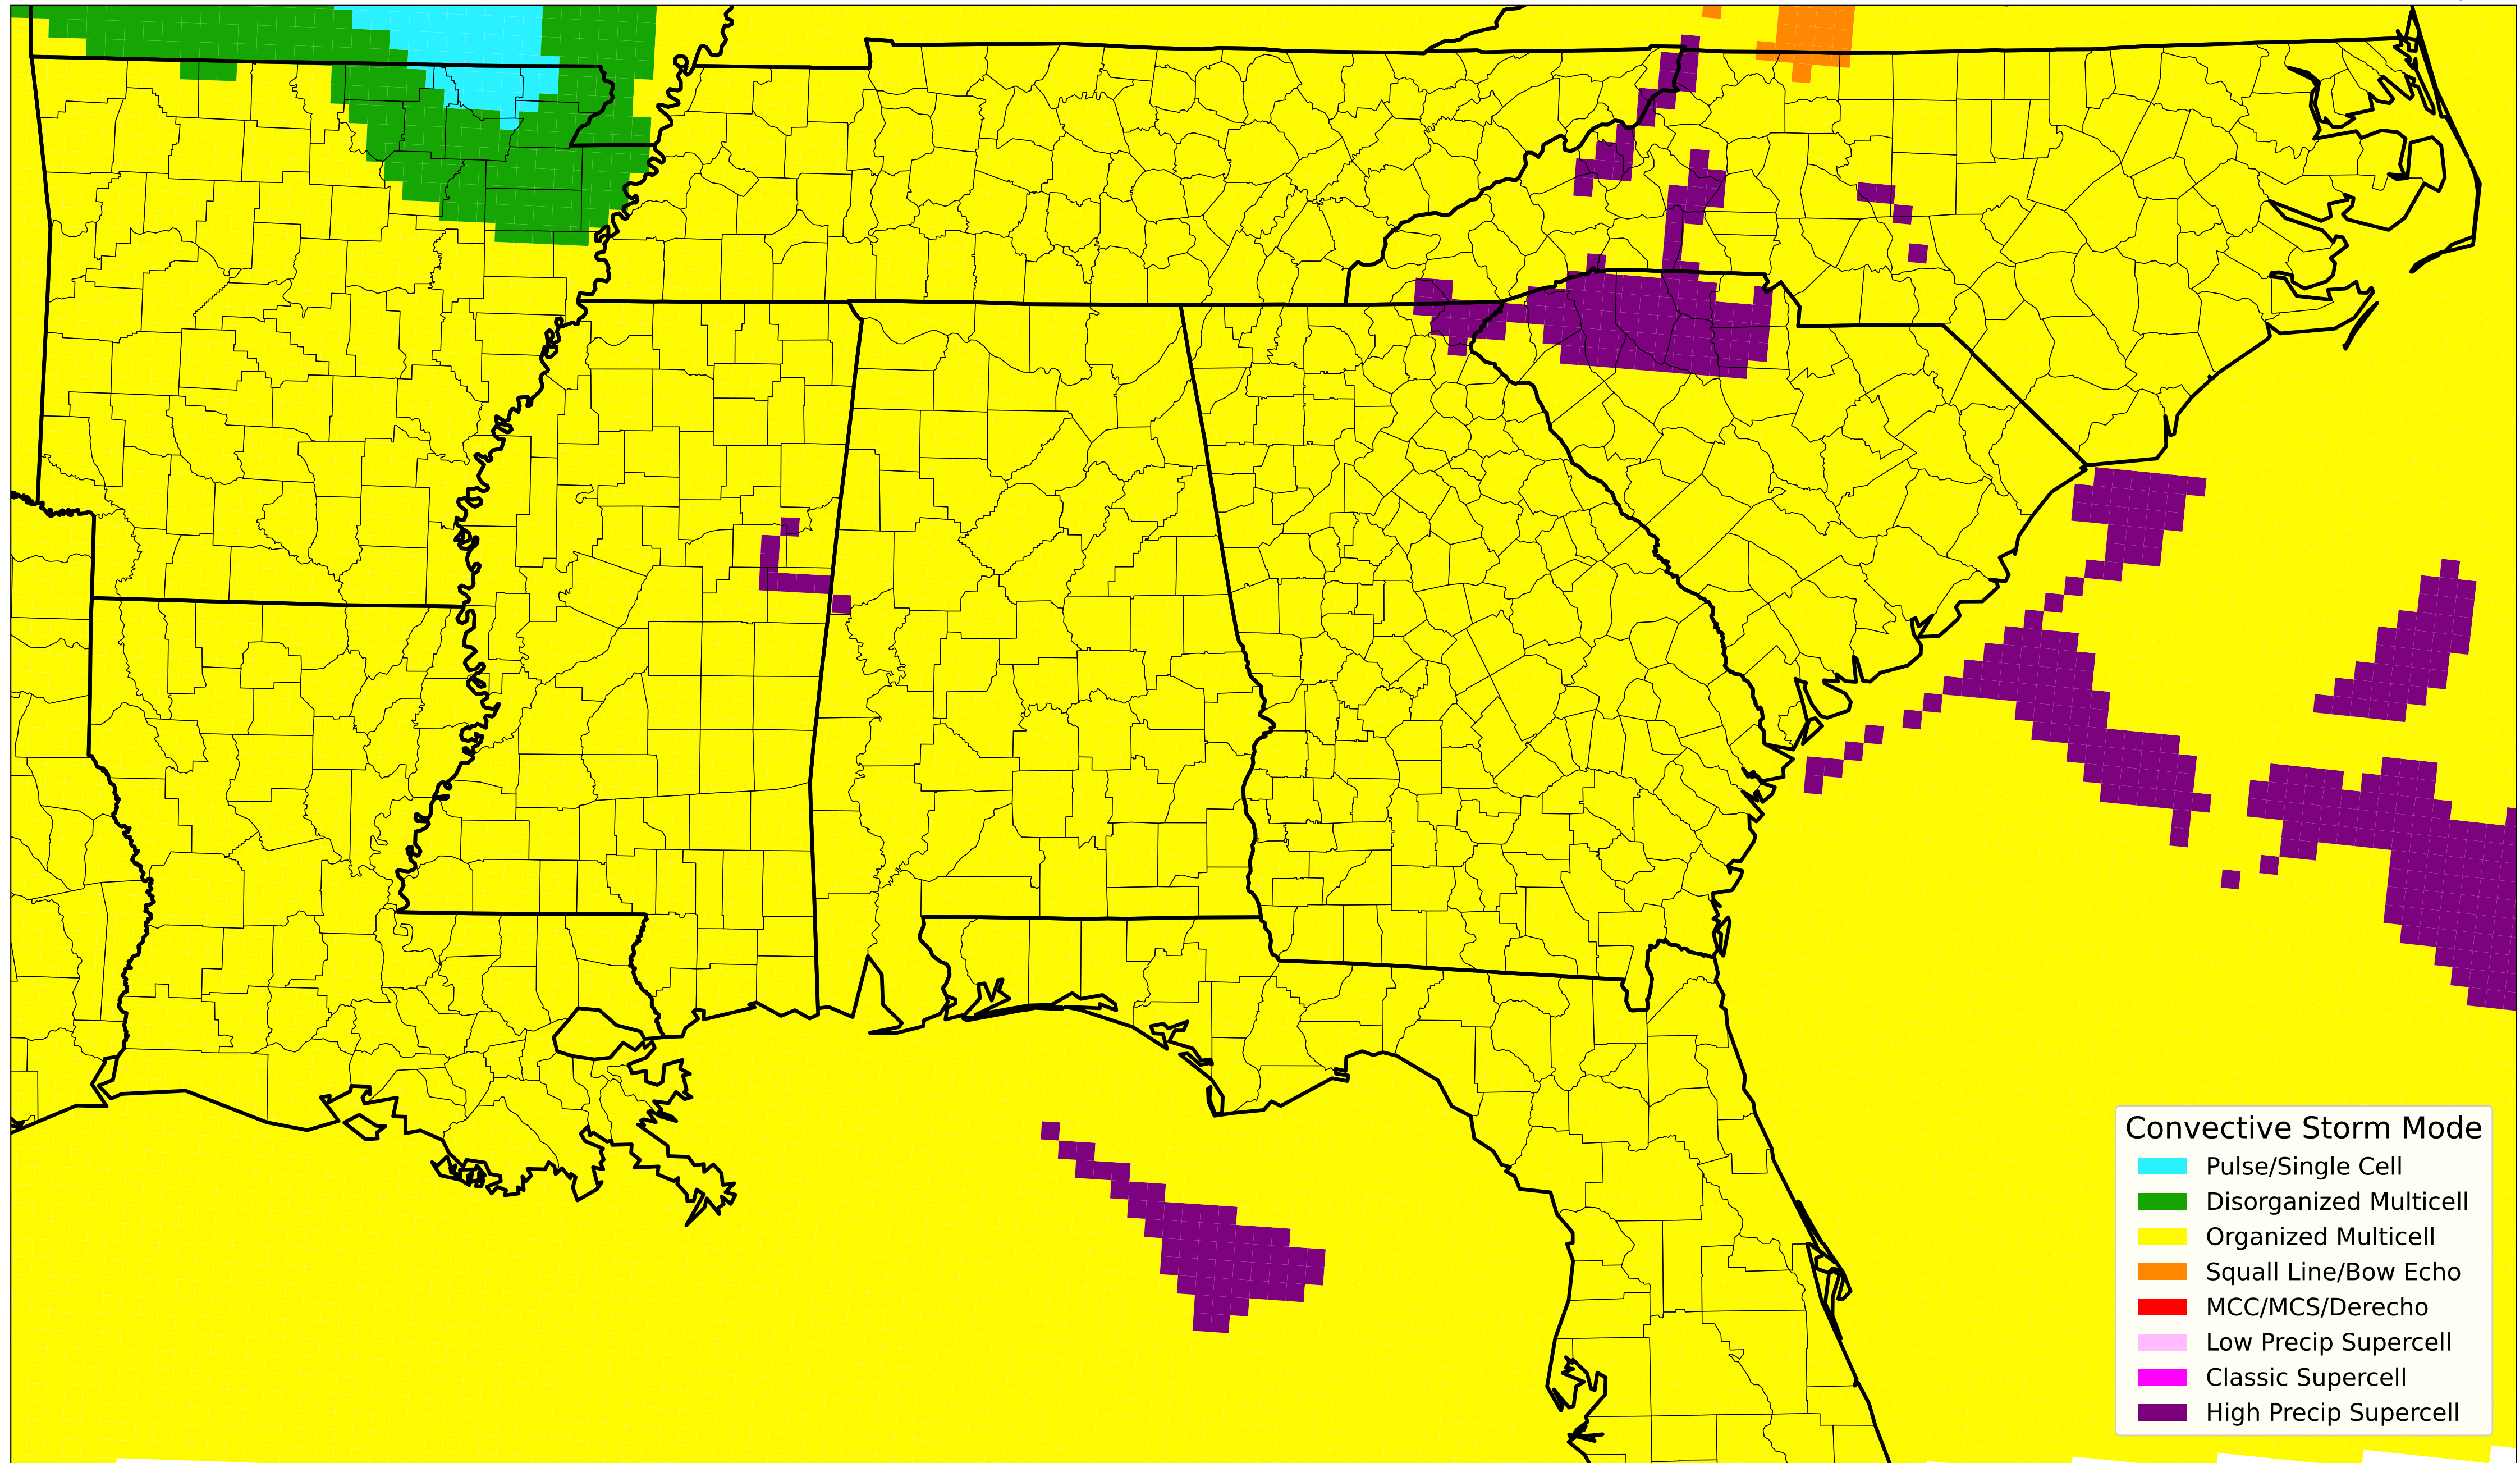 Convective Storm Mode
Pulse/Single Cell
Disorganized Multicell
Organized Multicell
Squall Line/Bow Echo
MCC/MCS/Derecho
Low Precip Supercell
Classic Supercell
High Precip Supercell